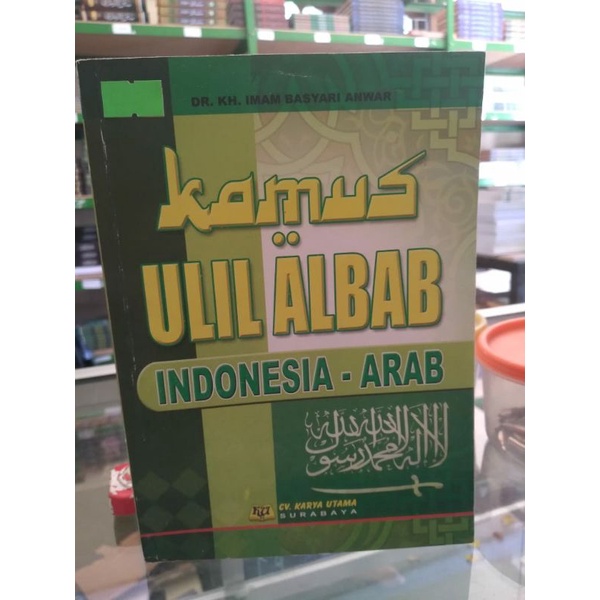 DR. KH. IMAM BASYARI ANWAR
Kamus
ULIL ALBAB
INDONESIA - ARAB
لا إله إلا الله محمد رسول الله
KU
CV. KARYA UTAMA
SURABAYA